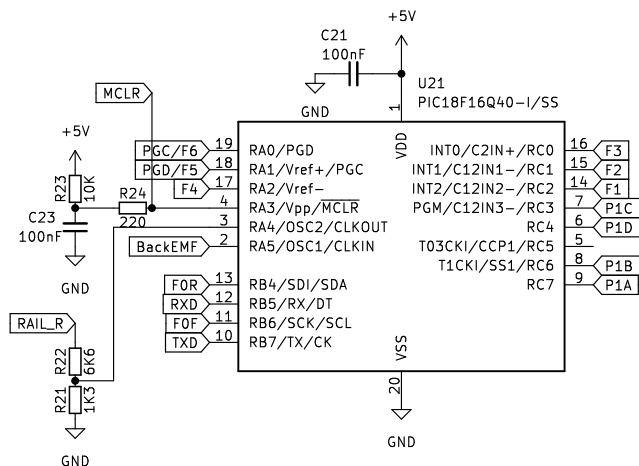 +5V
C21
100nF
GND
U21
PIC18F16Q40-I/SS
1
VDD
MCLR
+5V
R23
10K
C23
100nF
GND
R24
220
PGC/F6 19 RA0/PGD
PGD/F5 18 RA1/Vref+/PGC
F4 17 RA2/Vref-
4 RA3/Vpp/MCLR
3 RA4/OSC2/CLKOUT
BackEMF 2 RA5/OSC1/CLKIN
F0R 13 RB4/SDI/SDA
RXD 12 RB5/RX/DT
F0F 11 RB6/SCK/SCL
TXD 10 RB7/TX/CK
INT0/C2IN+/RC0 16 F3
INT1/C12IN1-/RC1 15 F2
INT2/C12IN2-/RC2 14 F1
PGM/C12IN3-/RC3 7 P1C
RC4 6 P1D
T03CKI/CCP1/RC5 5
T1CKI/SS1/RC6 8 P1B
RC7 9 P1A
RAIL_R
R22
6K6
R21
1K3
GND
VSS
20
GND